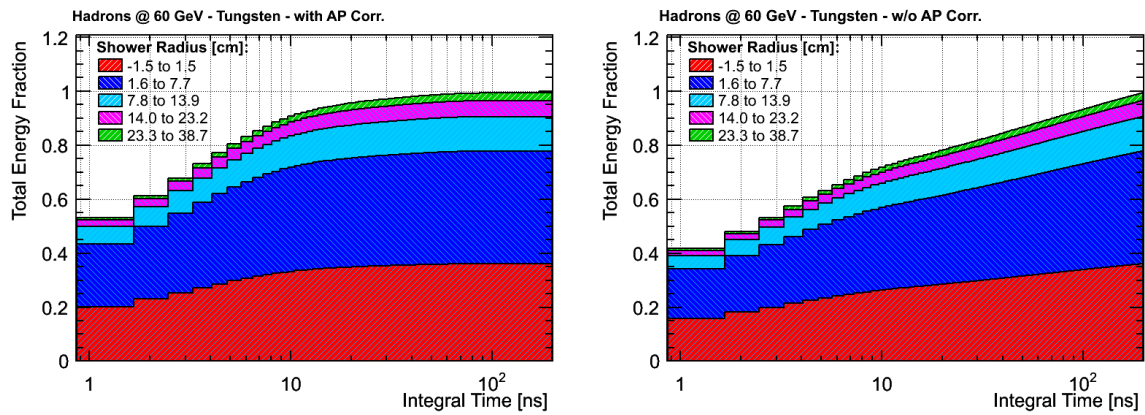 Hadrons @ 60 GeV - Tungsten - with AP Corr.
Total Energy Fraction
1.2
1
0.8
0.6
0.4
0.2
0
Shower Radius [cm]:
-1.5 to 1.5
1.6 to 7.7
7.8 to 13.9
14.0 to 23.2
23.3 to 38.7
1
10
10²
Integral Time [ns]
Hadrons @ 60 GeV - Tungsten - w/o AP Corr.
Total Energy Fraction
1.2
1
0.8
0.6
0.4
0.2
0
Shower Radius [cm]:
-1.5 to 1.5
1.6 to 7.7
7.8 to 13.9
14.0 to 23.2
23.3 to 38.7
1
10
10²
Integral Time [ns]